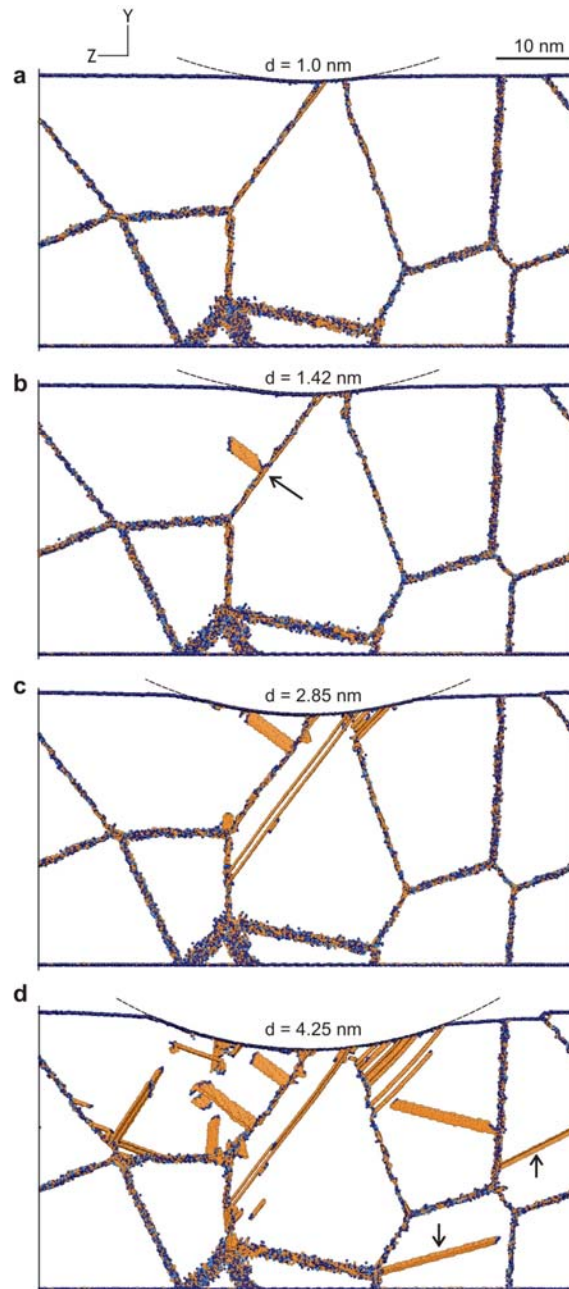 Y
Z
d = 1.0 nm
10 nm
a
b
d = 1.42 nm
c
d = 2.85 nm
d
d = 4.25 nm